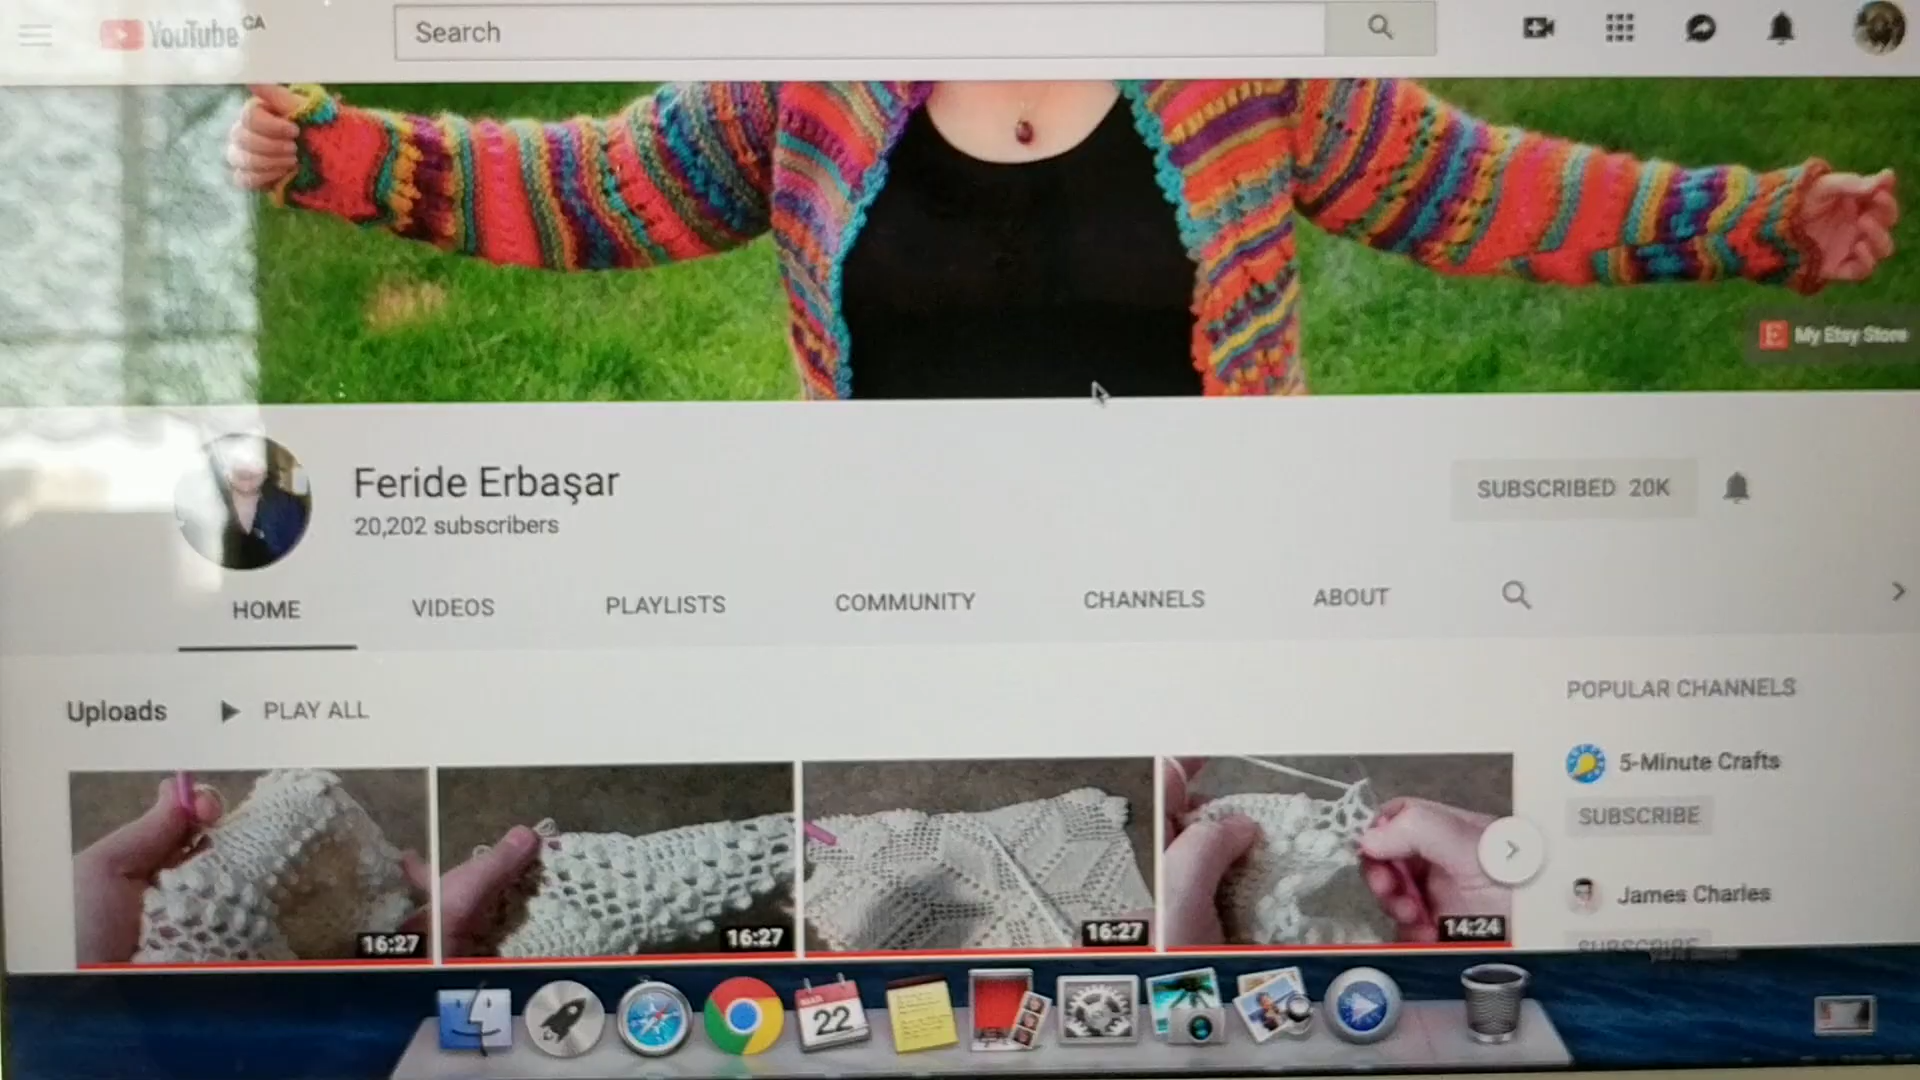 YouTube CA
Search
My Etsy Store
Feride Erbaşar
20,202 subscribers
SUBSCRIBED 20K
HOME VIDEOS PLAYLISTS COMMUNITY CHANNELS ABOUT
Uploads PLAY ALL
POPULAR CHANNELS
5-Minute Crafts
SUBSCRIBE
James Charles
SUBSCRIBE
16:27 16:27 16:27 14:24
22